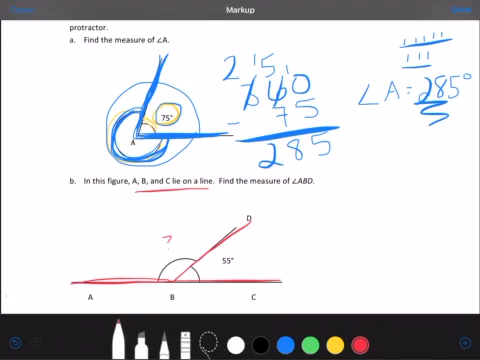 Markup
protractor.
a. Find the measure of ∠A.
2 15 1
360
- 75
285
75°
A
∠A = 285°
b. In this figure, A, B, and C lie on a line. Find the measure of ∠ABD.
D
?
55°
A B C